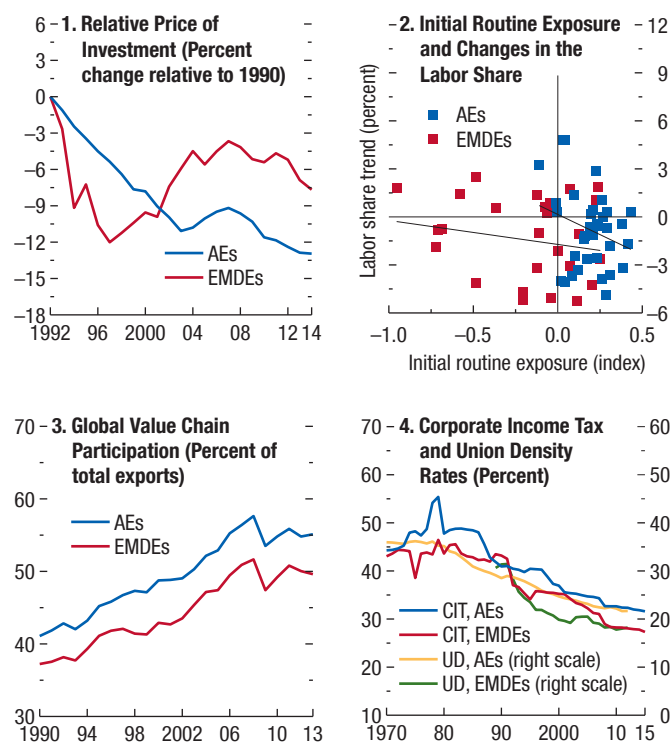 1. Relative Price of
Investment (Percent
change relative to 1990)
6
3
0
−3
−6
−9
−12
−15
−18
AEs
EMDEs
1992 96 2000 04 08 12 14
2. Initial Routine Exposure
and Changes in the
Labor Share
AEs
EMDEs
Labor share trend (percent)
12
9
6
3
0
−3
−6
−1.0 −0.5 0.0 0.5
Initial routine exposure (index)
3. Global Value Chain
Participation (Percent of
total exports)
70
60
50
40
30
AEs
EMDEs
1990 94 98 2002 06 10 13
4. Corporate Income Tax
and Union Density
Rates (Percent)
70
60
50
40
30
20
10
60
50
40
30
20
10
0
CIT, AEs
CIT, EMDEs
UD, AEs (right scale)
UD, EMDEs (right scale)
1970 80 90 2000 10 15